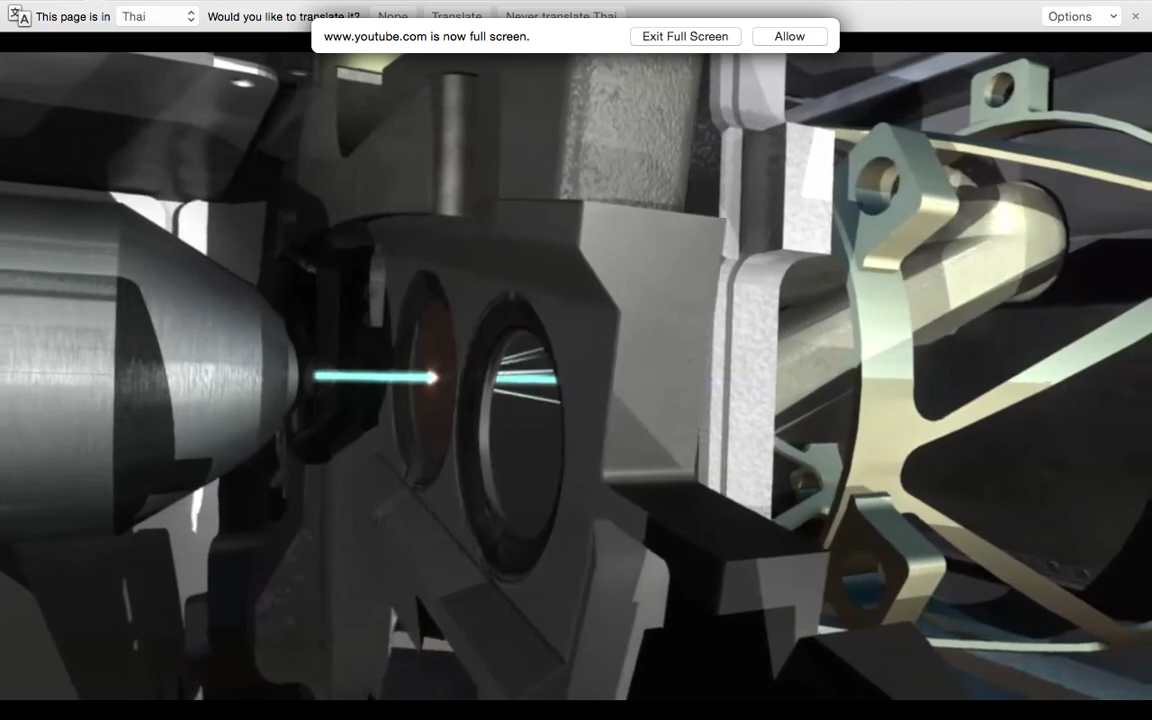 This page is in Thai Would you like to translate it? Nope Translate Never translate Thai Options
www.youtube.com is now full screen. Exit Full Screen Allow